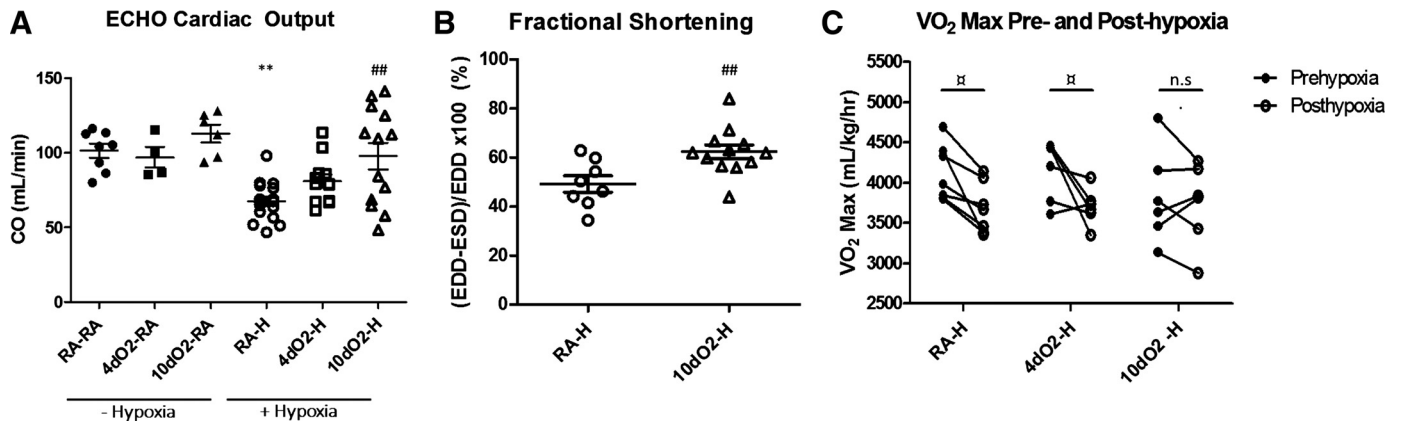 A
ECHO Cardiac Output
CO (mL/min)
150
100
50
0
**
##
RA-RA
4dO2-RA
10dO2-RA
RA-H
4dO2-H
10dO2-H
- Hypoxia
+ Hypoxia
B
Fractional Shortening
(EDD-ESD)/EDD x100 (%)
100
80
60
40
20
0
##
RA-H
10dO2-H
C
VO2 Max Pre- and Post-hypoxia
VO2 Max (mL/kg/hr)
5500
5000
4500
4000
3500
3000
2500
¤
¤
n.s
RA-H
4dO2-H
10dO2 -H
Prehypoxia
Posthypoxia